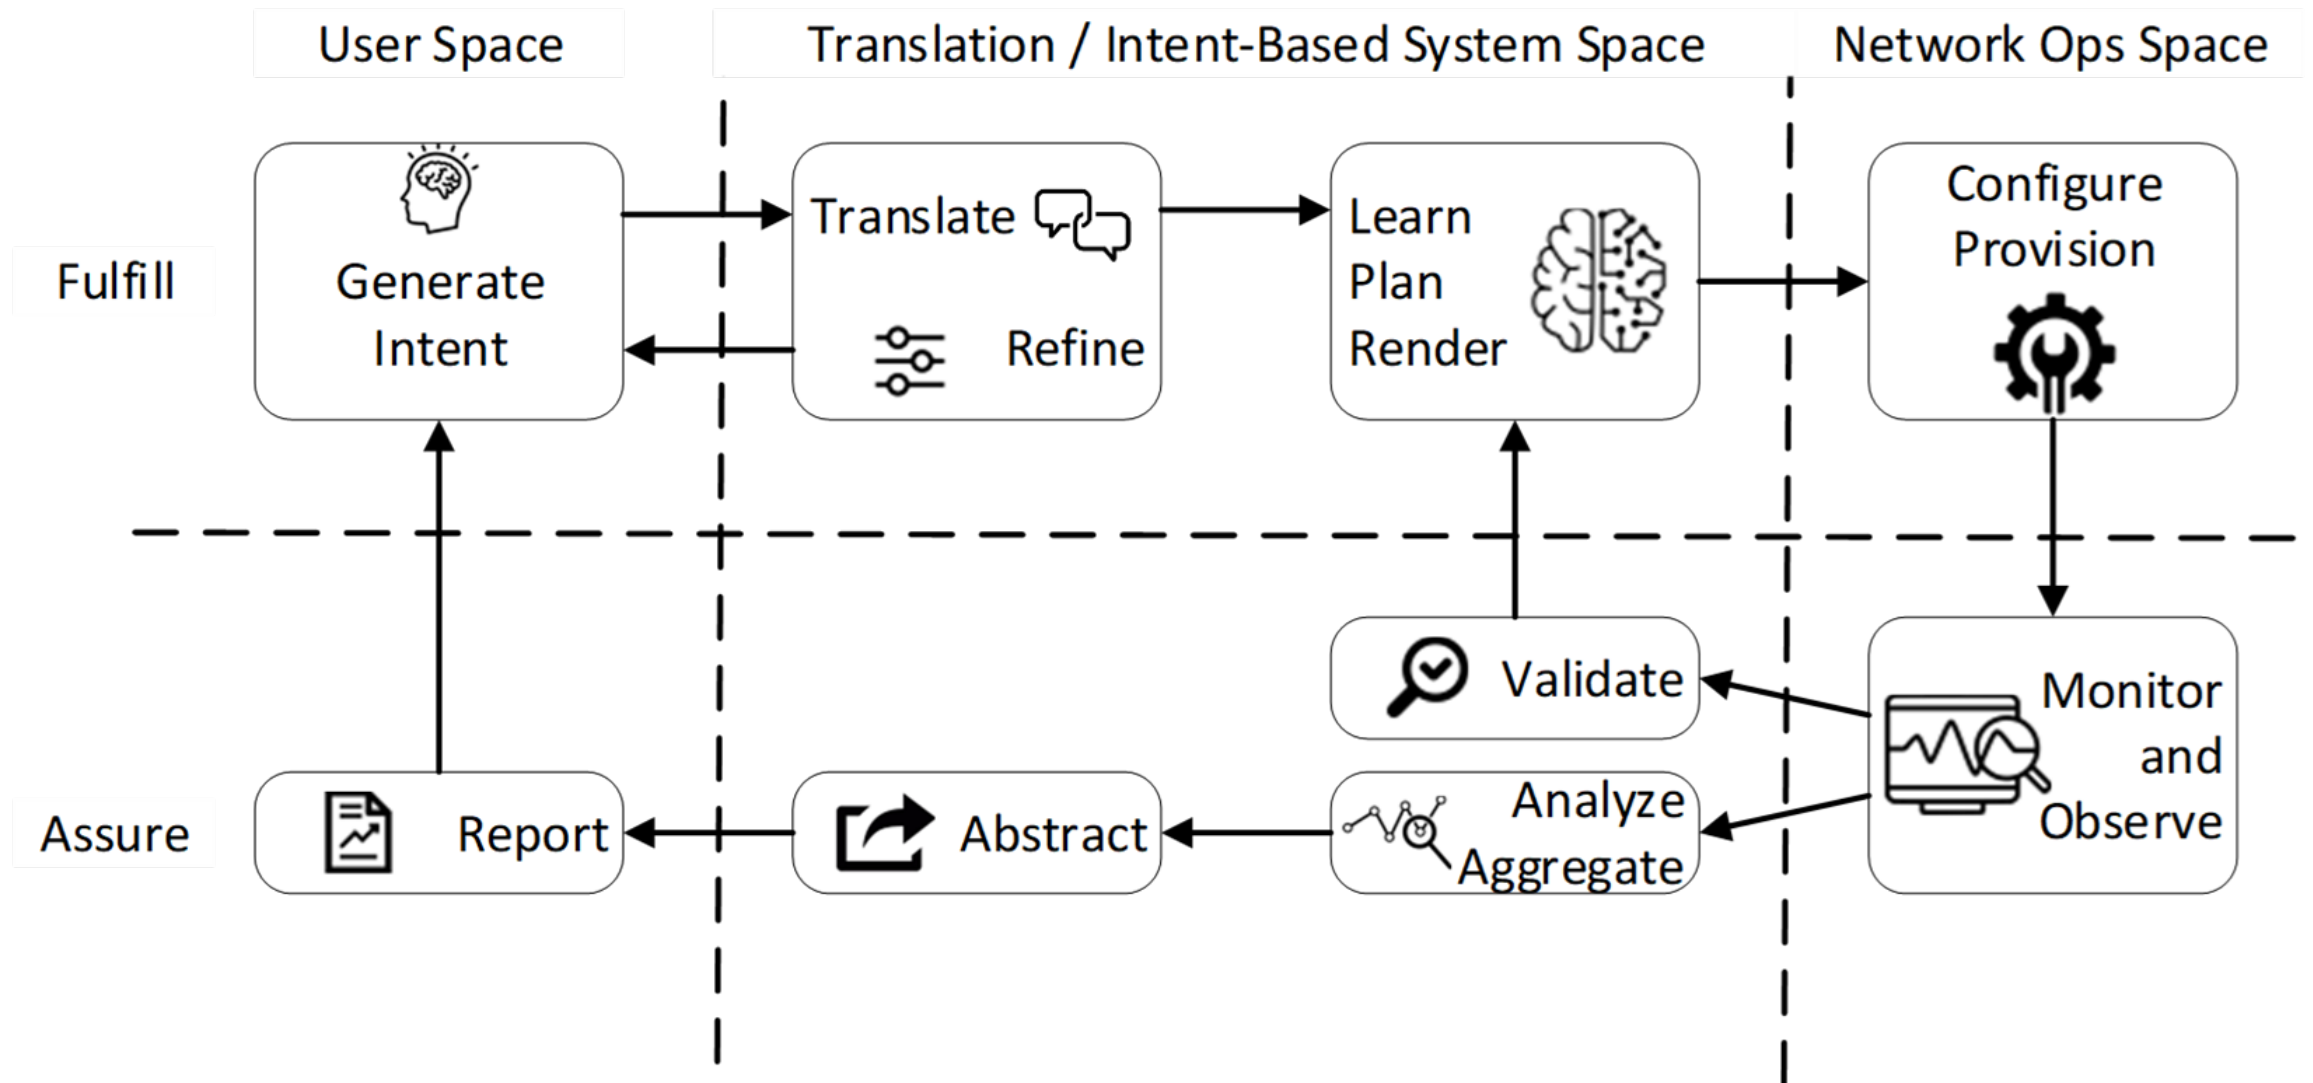 User Space
Translation / Intent-Based System Space
Network Ops Space
Fulfill
Generate
Intent
Translate
Refine
Learn
Plan
Render
Configure
Provision
Assure
Report
Abstract
Validate
Analyze
Aggregate
Monitor
and
Observe